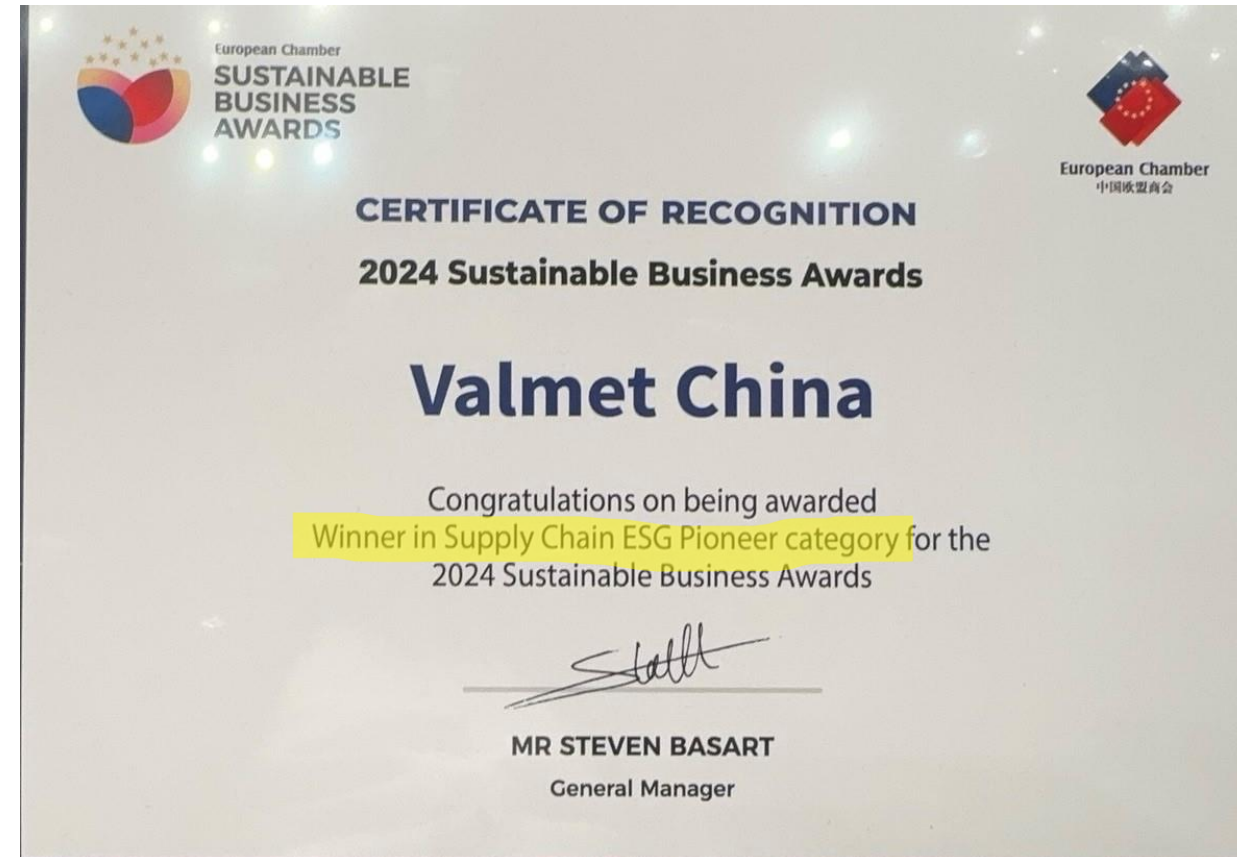 European Chamber
SUSTAINABLE
BUSINESS
AWARDS
European Chamber
中国欧盟商会
CERTIFICATE OF RECOGNITION
2024 Sustainable Business Awards
Valmet China
Congratulations on being awarded
Winner in Supply Chain ESG Pioneer category for the
2024 Sustainable Business Awards
MR STEVEN BASART
General Manager